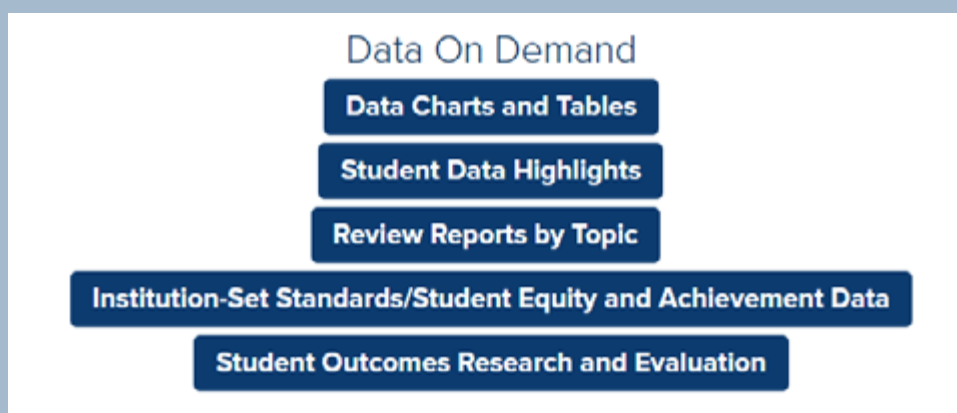 Data On Demand
Data Charts and Tables
Student Data Highlights
Review Reports by Topic
Institution-Set Standards/Student Equity and Achievement Data
Student Outcomes Research and Evaluation